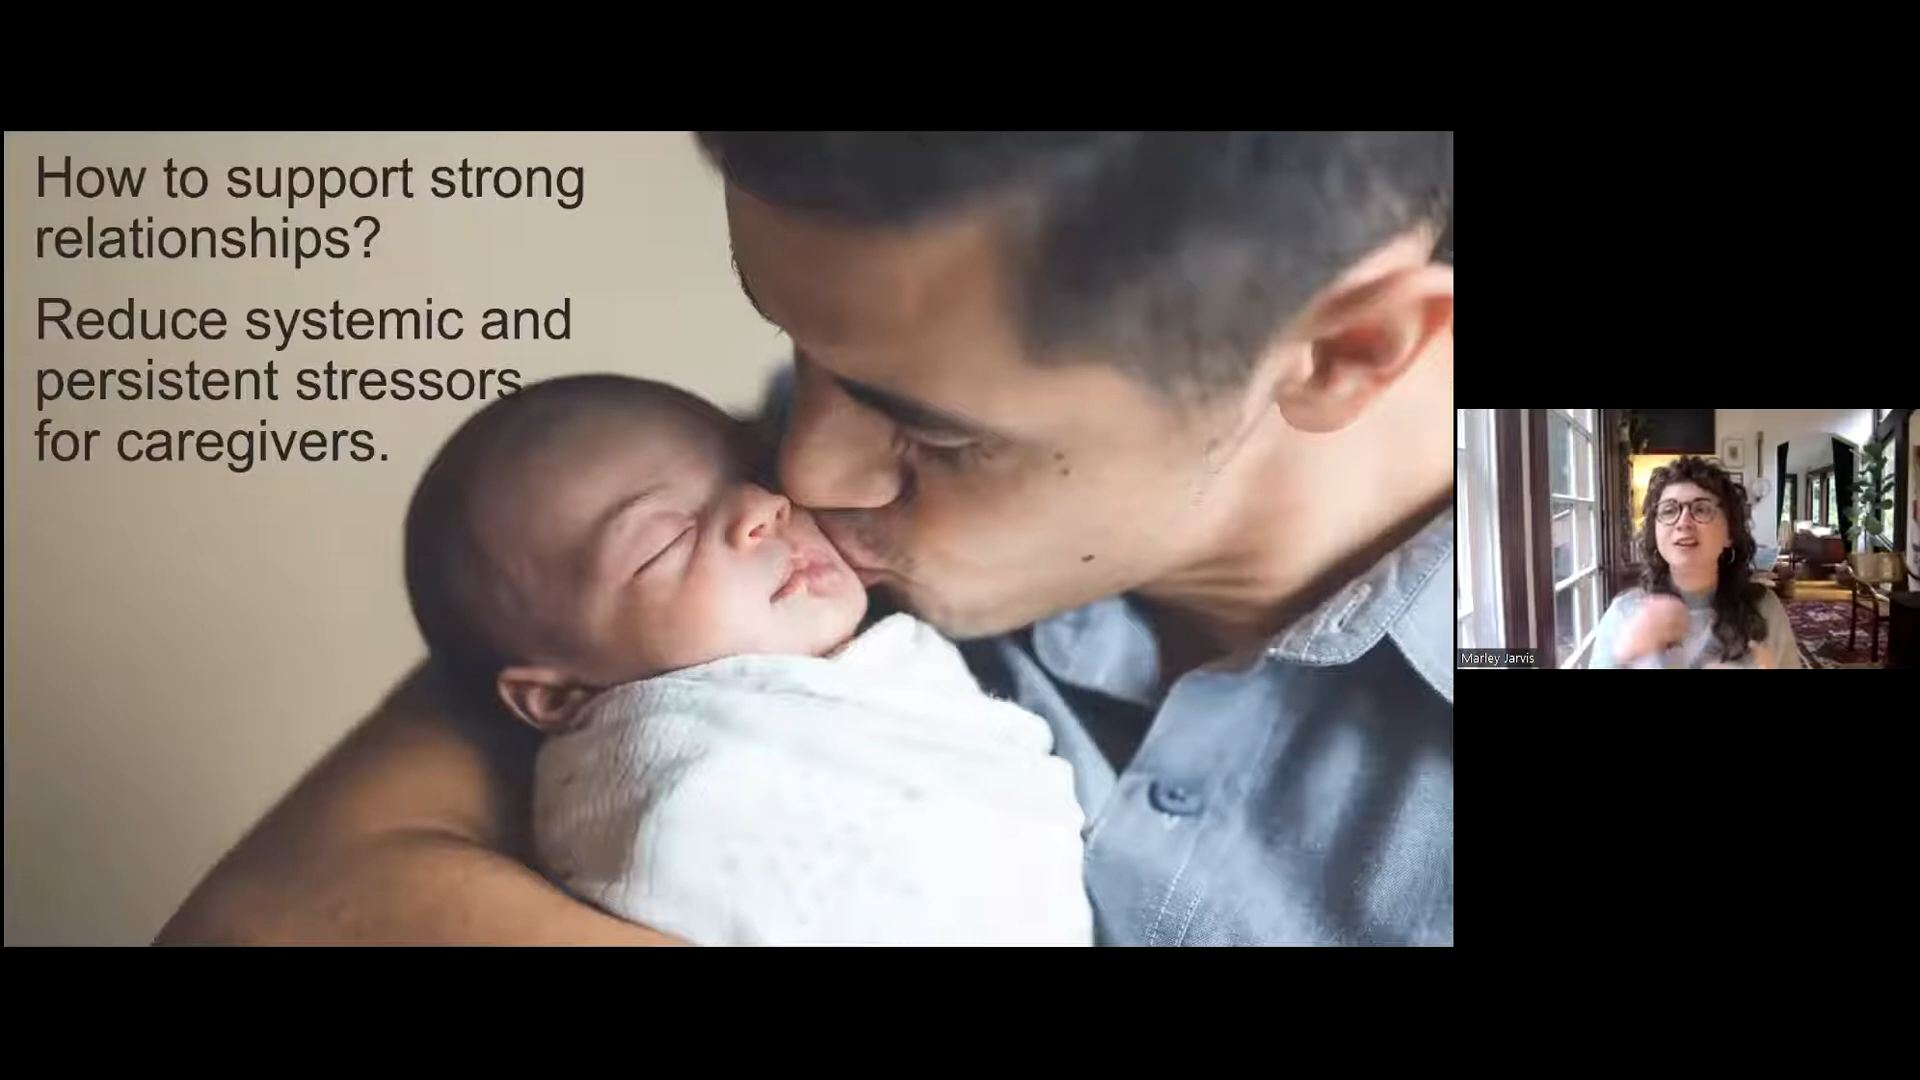 How to support strong
relationships?
Reduce systemic and
persistent stressors
for caregivers.
Marley Jarvis